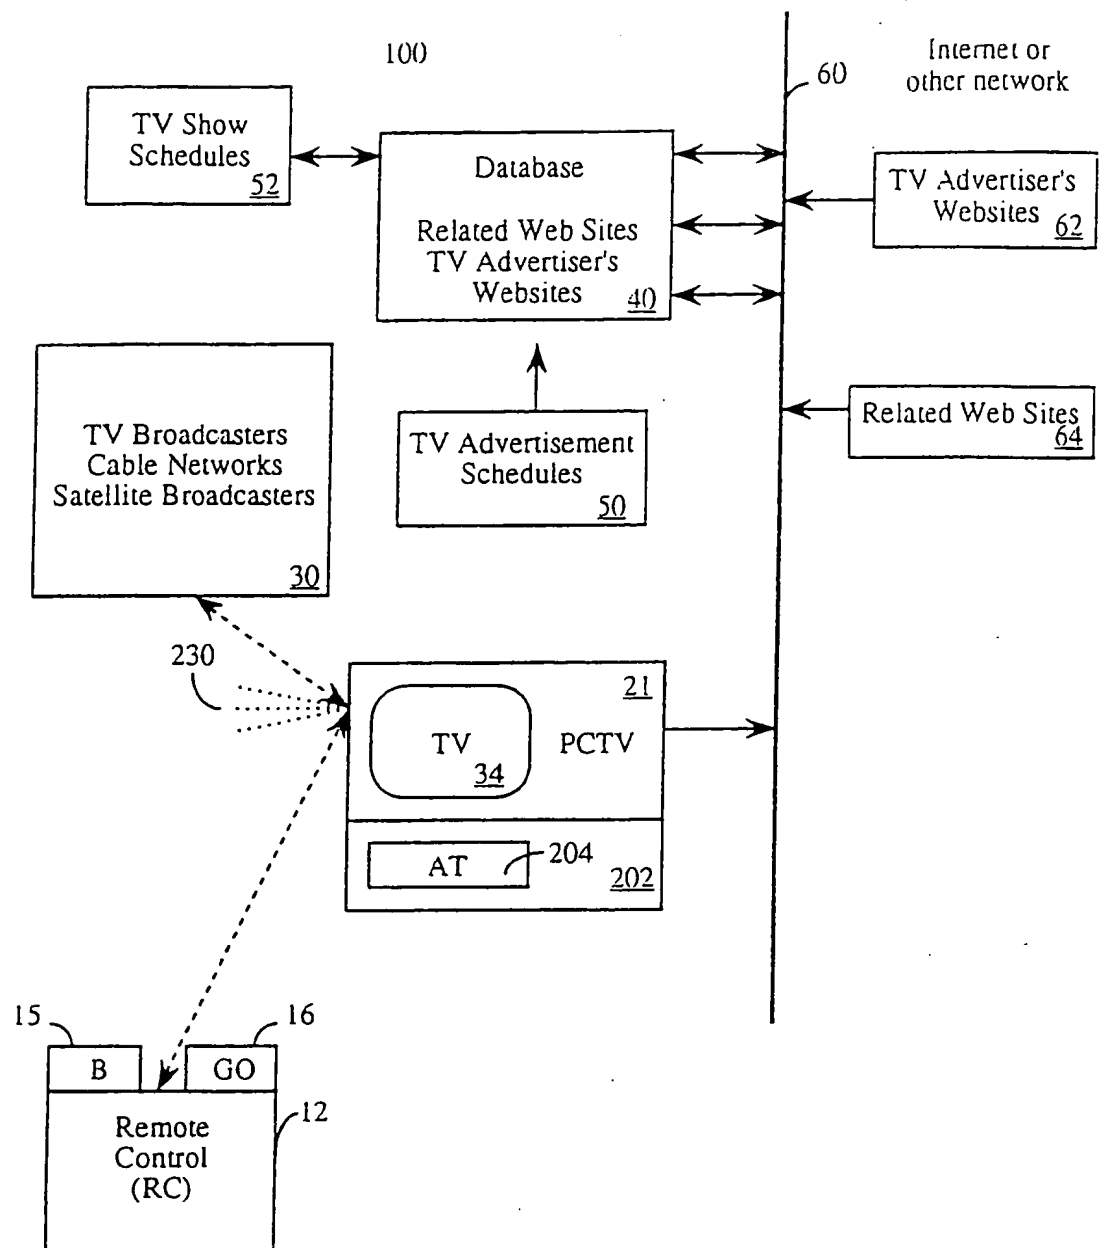 100
60
Internet or
other network
TV Show
Schedules
52
Database
Related Web Sites
TV Advertiser's
Websites
40
TV Advertiser's
Websites
62
TV Broadcasters
Cable Networks
Satellite Broadcasters
30
TV Advertisement
Schedules
50
Related Web Sites
64
230
21
TV
34
PCTV
AT
204
202
15
16
B
GO
12
Remote
Control
(RC)